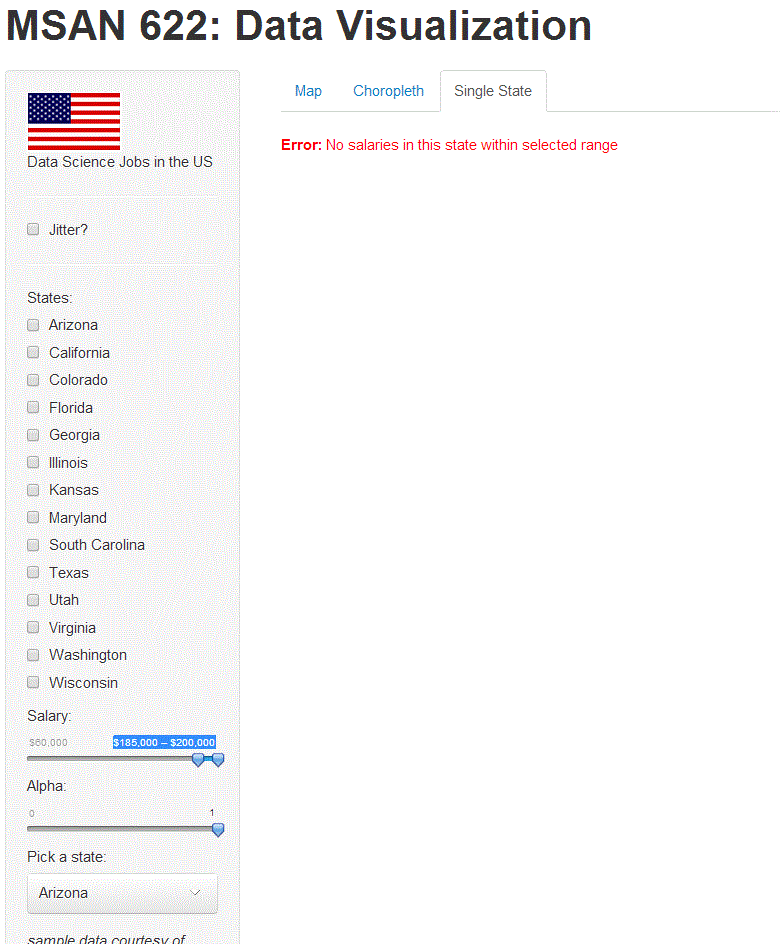 MSAN 622: Data Visualization
Data Science Jobs in the US
Jitter?
States:
Arizona
California
Colorado
Florida
Georgia
Illinois
Kansas
Maryland
South Carolina
Texas
Utah
Virginia
Washington
Wisconsin
Salary:
$60,000 $185,000 – $200,000
Alpha:
0 1
Pick a state:
Arizona
sample data courtesy of
Map Choropleth Single State
Error: No salaries in this state within selected range